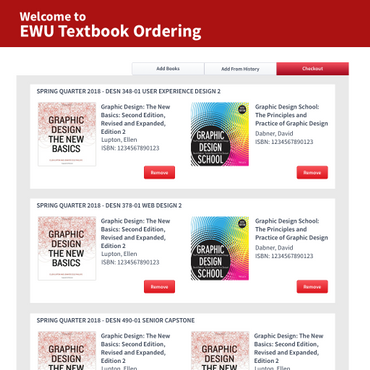 Welcome to
EWU Textbook Ordering
Add Books
Add From History
Checkout
SPRING QUARTER 2018 - DESN 348-01 USER EXPERIENCE DESIGN 2
GRAPHIC
DESIGN
THE NEW
BASICS
Graphic Design: The New
Basics: Second Edition,
Revised and Expanded,
Edition 2
Lupton, Ellen
ISBN: 1234567890123
Remove
GRAPHIC
DESIGN
SCHOOL
Graphic Design School:
The Principles and
Practice of Graphic Design
Dabner, David
ISBN: 1234567890123
Remove
SPRING QUARTER 2018 - DESN 378-01 WEB DESIGN 2
GRAPHIC
DESIGN
THE NEW
BASICS
Graphic Design: The New
Basics: Second Edition,
Revised and Expanded,
Edition 2
Lupton, Ellen
ISBN: 1234567890123
Remove
GRAPHIC
DESIGN
SCHOOL
Graphic Design School:
The Principles and
Practice of Graphic Design
Dabner, David
ISBN: 1234567890123
Remove
SPRING QUARTER 2018 - DESN 490-01 SENIOR CAPSTONE
GRAPHIC
DESIGN
Graphic Design: The New
Basics: Second Edition,
Revised and Expanded,
Edition 2
Lupton, Ellen
GRAPHIC
DESIGN
Graphic Design: The New
Basics: Second Edition,
Revised and Expanded,
Edition 2
Lupton, Ellen